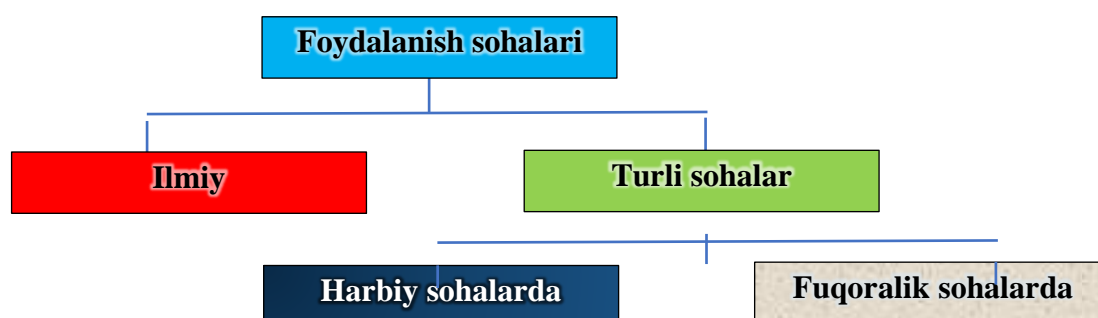 Foydalanish sohalari
Ilmiy
Turli sohalar
Harbiy sohalarda
Fuqoralik sohalarda